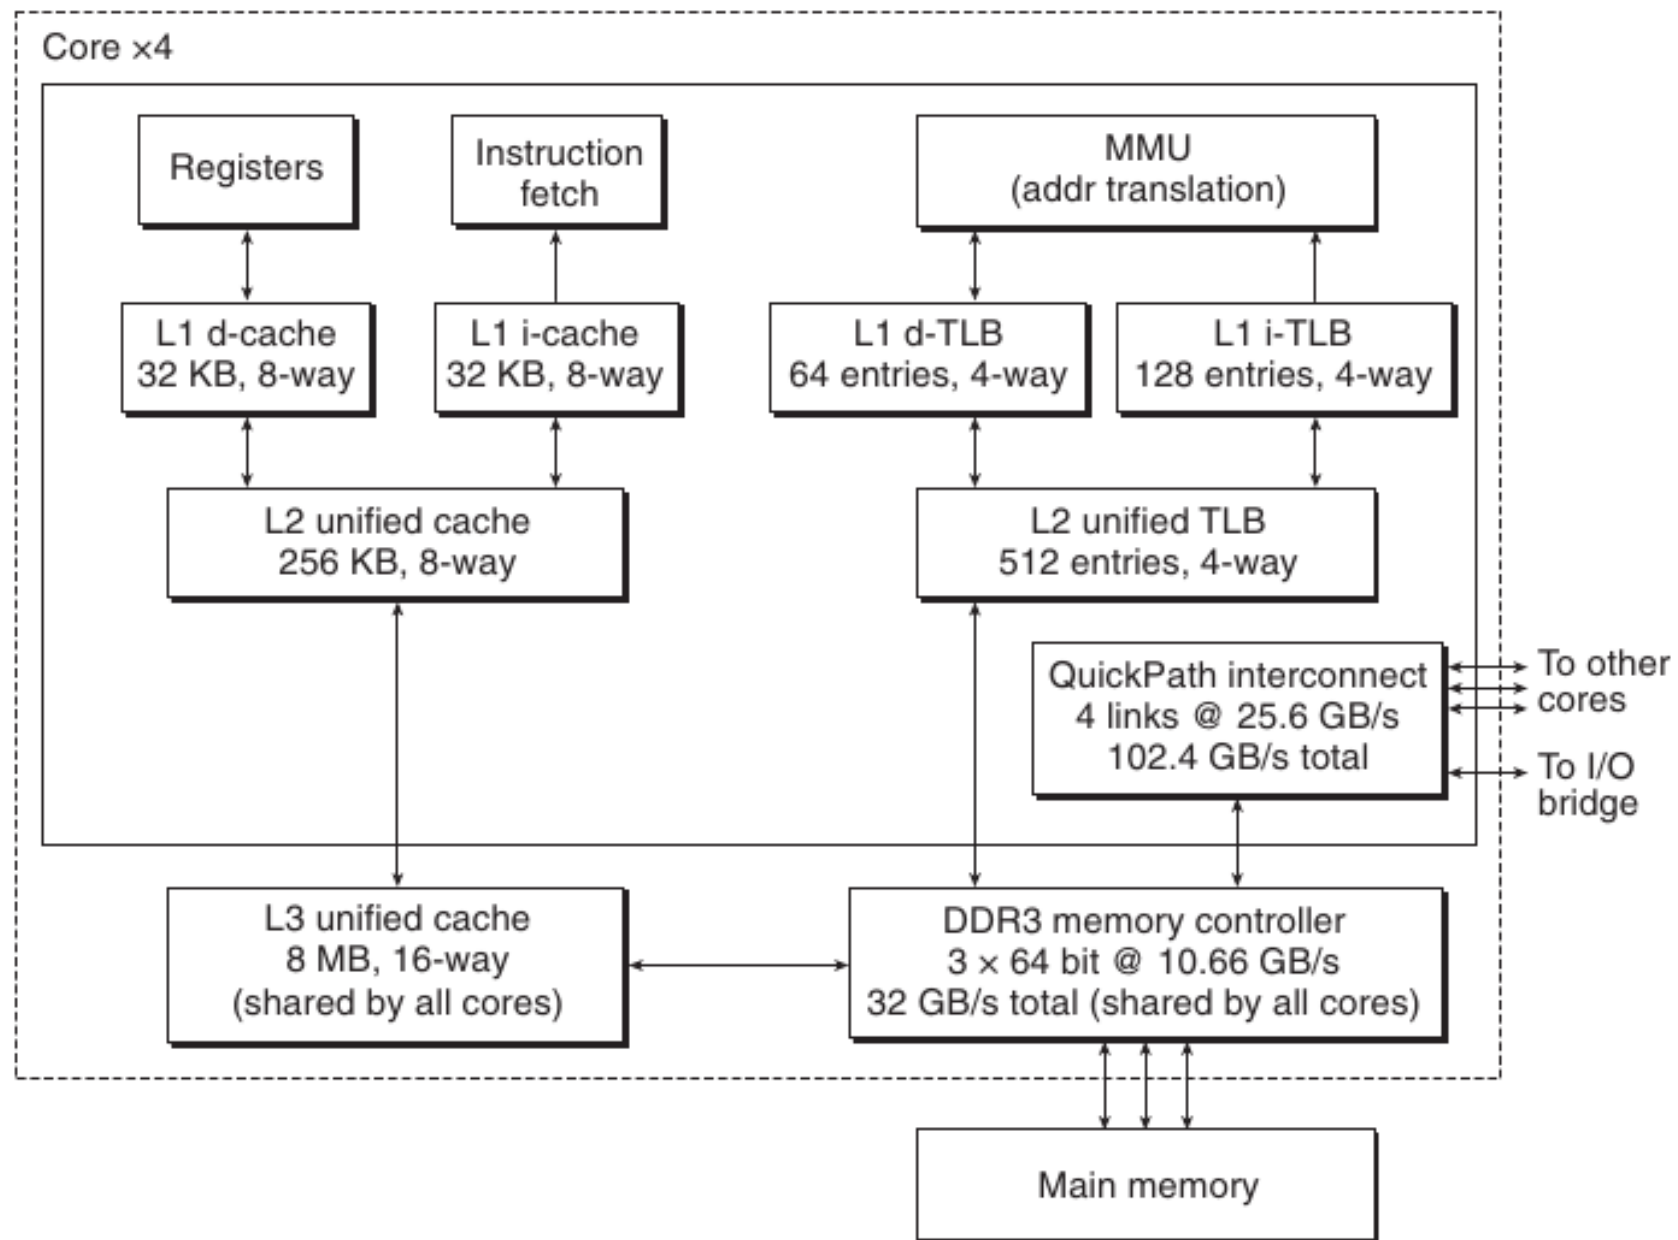 Core ×4
Registers
Instruction
fetch
MMU
(addr translation)
L1 d-cache
32 KB, 8-way
L1 i-cache
32 KB, 8-way
L1 d-TLB
64 entries, 4-way
L1 i-TLB
128 entries, 4-way
L2 unified cache
256 KB, 8-way
L2 unified TLB
512 entries, 4-way
QuickPath interconnect
4 links @ 25.6 GB/s
102.4 GB/s total
To other
cores
To I/O
bridge
L3 unified cache
8 MB, 16-way
(shared by all cores)
DDR3 memory controller
3 × 64 bit @ 10.66 GB/s
32 GB/s total (shared by all cores)
Main memory